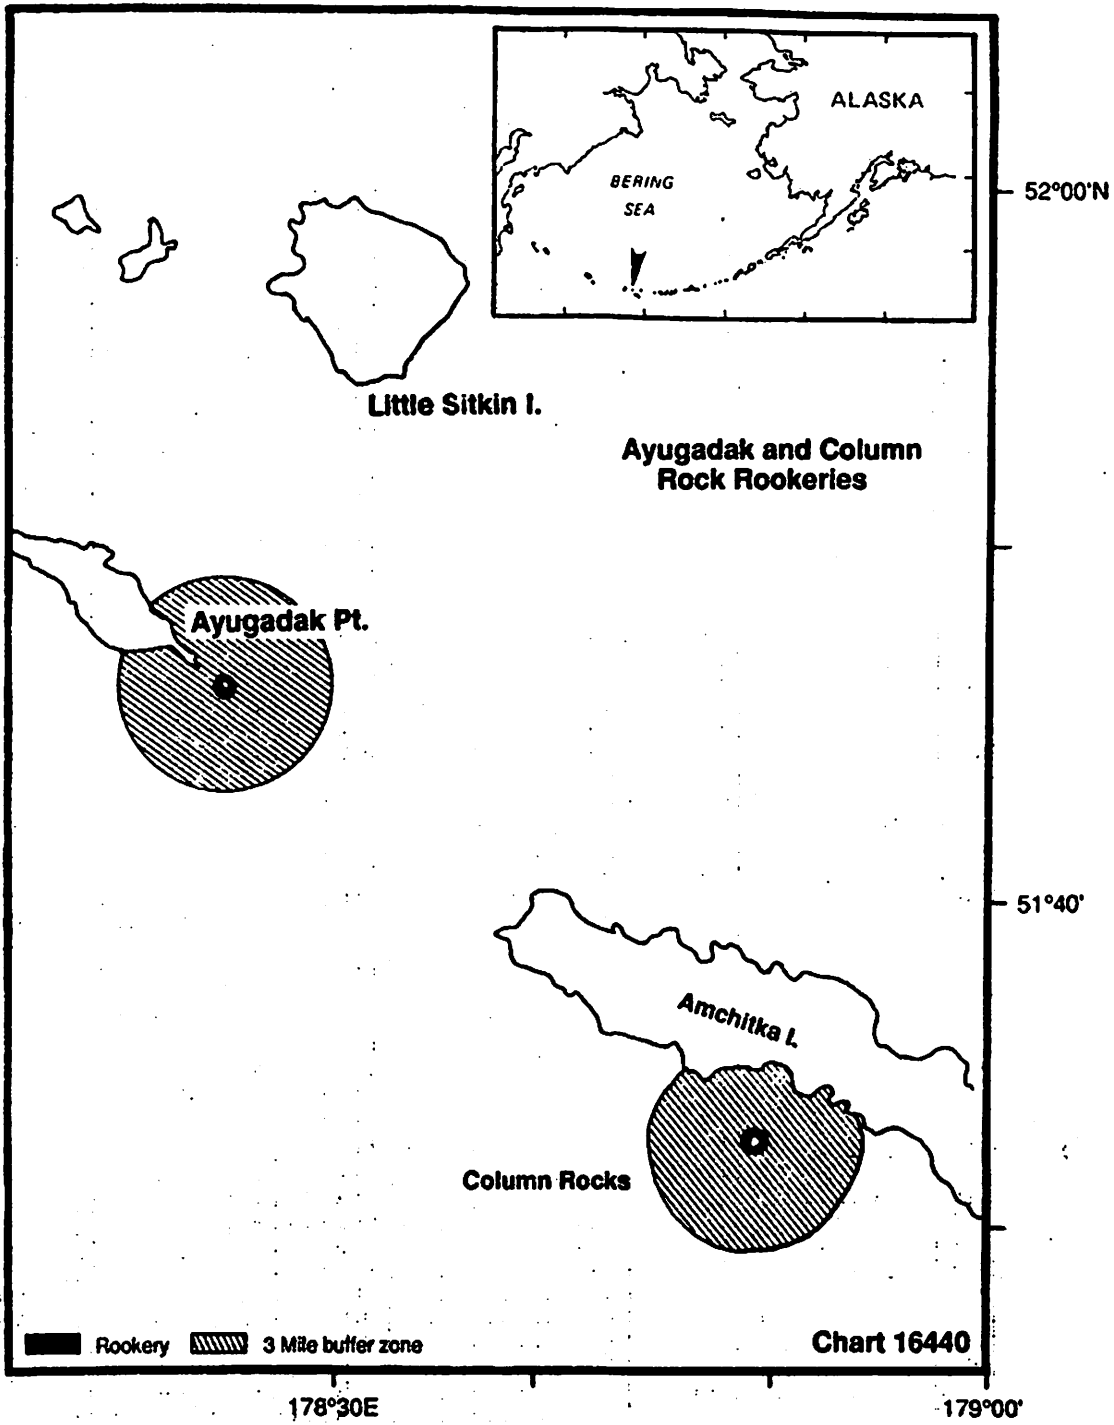 ALASKA
BERING
SEA
52°00'N
Little Sitkin I.
Ayugadak and Column
Rock Rookeries
Ayugadak Pt.
51°40'
Amchitka I.
Column Rocks
Rookery 3 Mile buffer zone Chart 16440
178°30E 179°00'